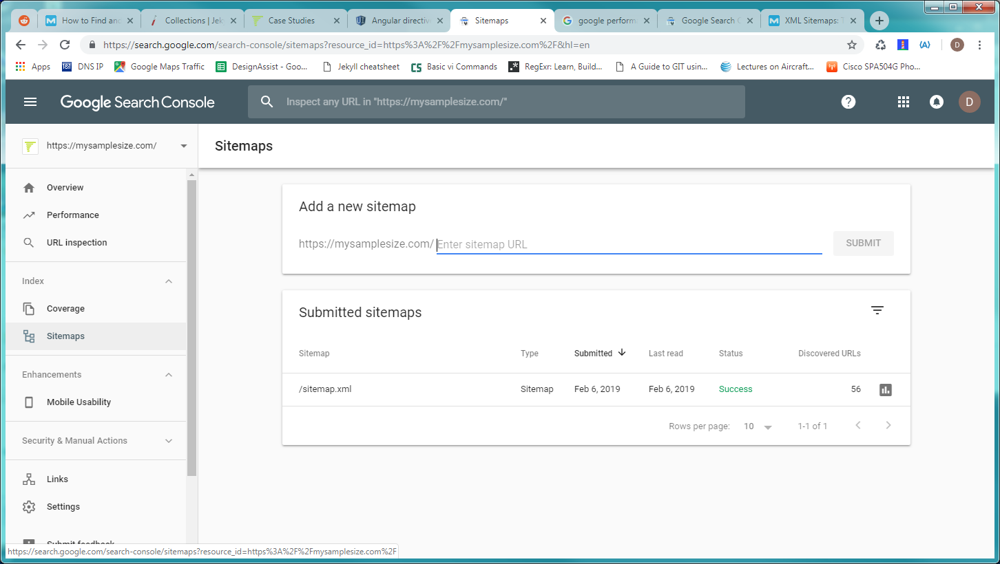 How to Find and
Collections | Jek
Case Studies
Angular directiv
Sitemaps
google perform
Google Search C
XML Sitemaps: T
https://search.google.com/search-console/sitemaps?resource_id=https%3A%2F%2Fmysamplesize.com%2F&hl=en
D
Apps
DNS IP
Google Maps Traffic
DesignAssist - Goo...
Jekyll cheatsheet
CS Basic vi Commands
RegExr: Learn, Build...
A Guide to GIT usin...
Lectures on Aircraft...
Cisco SPA504G Pho...
Google Search Console
Inspect any URL in "https://mysamplesize.com/"
D
https://mysamplesize.com/
Overview
Performance
URL inspection
Index
Coverage
Sitemaps
Enhancements
Mobile Usability
Security & Manual Actions
Links
Settings
Submit feedback
Sitemaps
Add a new sitemap
https://mysamplesize.com/ Enter sitemap URL
SUBMIT
Submitted sitemaps
Sitemap Type Submitted Last read Status Discovered URLs
/sitemap.xml Sitemap Feb 6, 2019 Feb 6, 2019 Success 56
Rows per page: 10 1-1 of 1
https://search.google.com/search-console/sitemaps?resource_id=https%3A%2F%2Fmysamplesize.com%2F